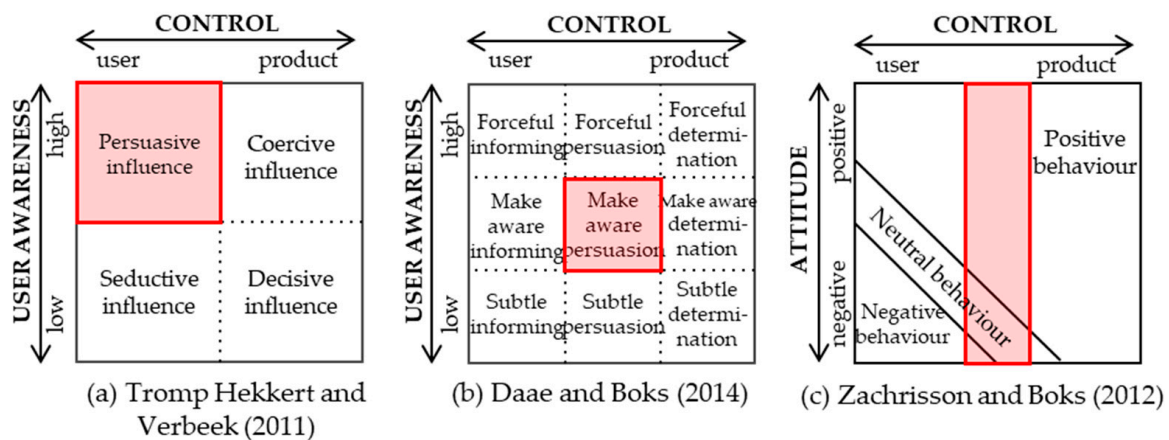 CONTROL
user product
USER AWARENESS
high
low
Persuasive
influence
Coercive
influence
Seductive
influence
Decisive
influence
(a) Tromp Hekkert and
Verbeek (2011)
CONTROL
user product
USER AWARENESS
high
low
Forceful
informing
Forceful
persuasion
Forceful
determi-
nation
Make
aware
informing
Make
aware
persuasion
Make aware
determi-
nation
Subtle
informing
Subtle
persuasion
Subtle
determi-
nation
(b) Daae and Boks (2014)
CONTROL
user product
ATTITUDE
positive
negative
Positive
behaviour
Neutral behaviour
Negative
behaviour
(c) Zachrisson and Boks (2012)